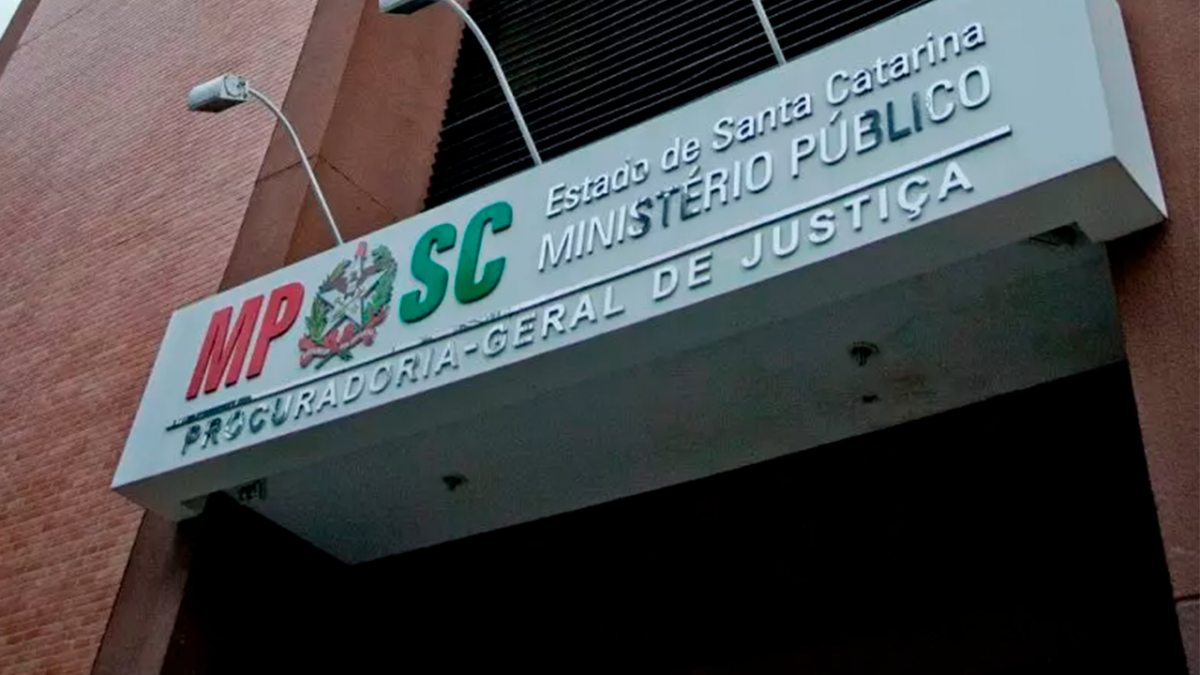 MP SC
Estado de Santa Catarina
MINISTÉRIO PÚBLICO
PROCURADORIA-GERAL DE JUSTIÇA